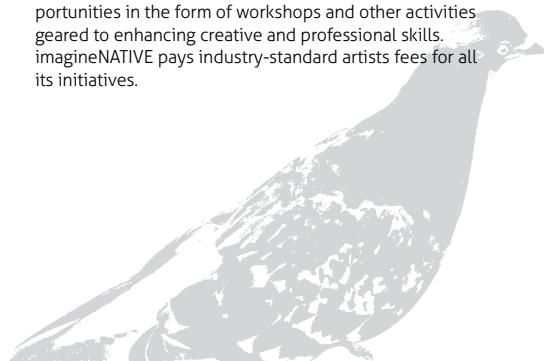 portunities in the form of workshops and other activities
geared to enhancing creative and professional skills.
imagineNATIVE pays industry-standard artists fees for all
its initiatives.